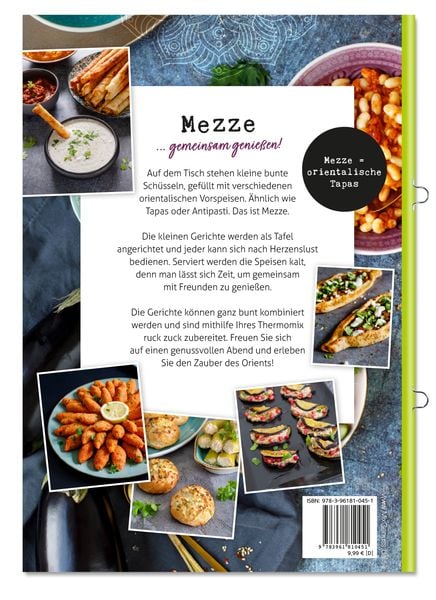 Mezze
... gemeinsam genießen!
Auf dem Tisch stehen kleine bunte
Schüsseln, gefüllt mit verschiedenen
orientalischen Vorspeisen. Ähnlich wie
Tapas oder Antipasti. Das ist Mezze.
Mezze =
orientalische
Tapas
Die kleinen Gerichte werden als Tafel
angerichtet und jeder kann sich nach Herzenslust
bedienen. Serviert werden die Speisen kalt,
denn man lässt sich Zeit, um gemeinsam
mit Freunden zu genießen.
Die Gerichte können ganz bunt kombiniert
werden und sind mithilfe Ihres Thermomix
ruck zuck zubereitet. Freuen Sie sich
auf einen genussvollen Abend und erleben
Sie den Zauber des Orients!
ISBN: 978-3-96181-045-1
9 783961 810451
9,99 € [D]